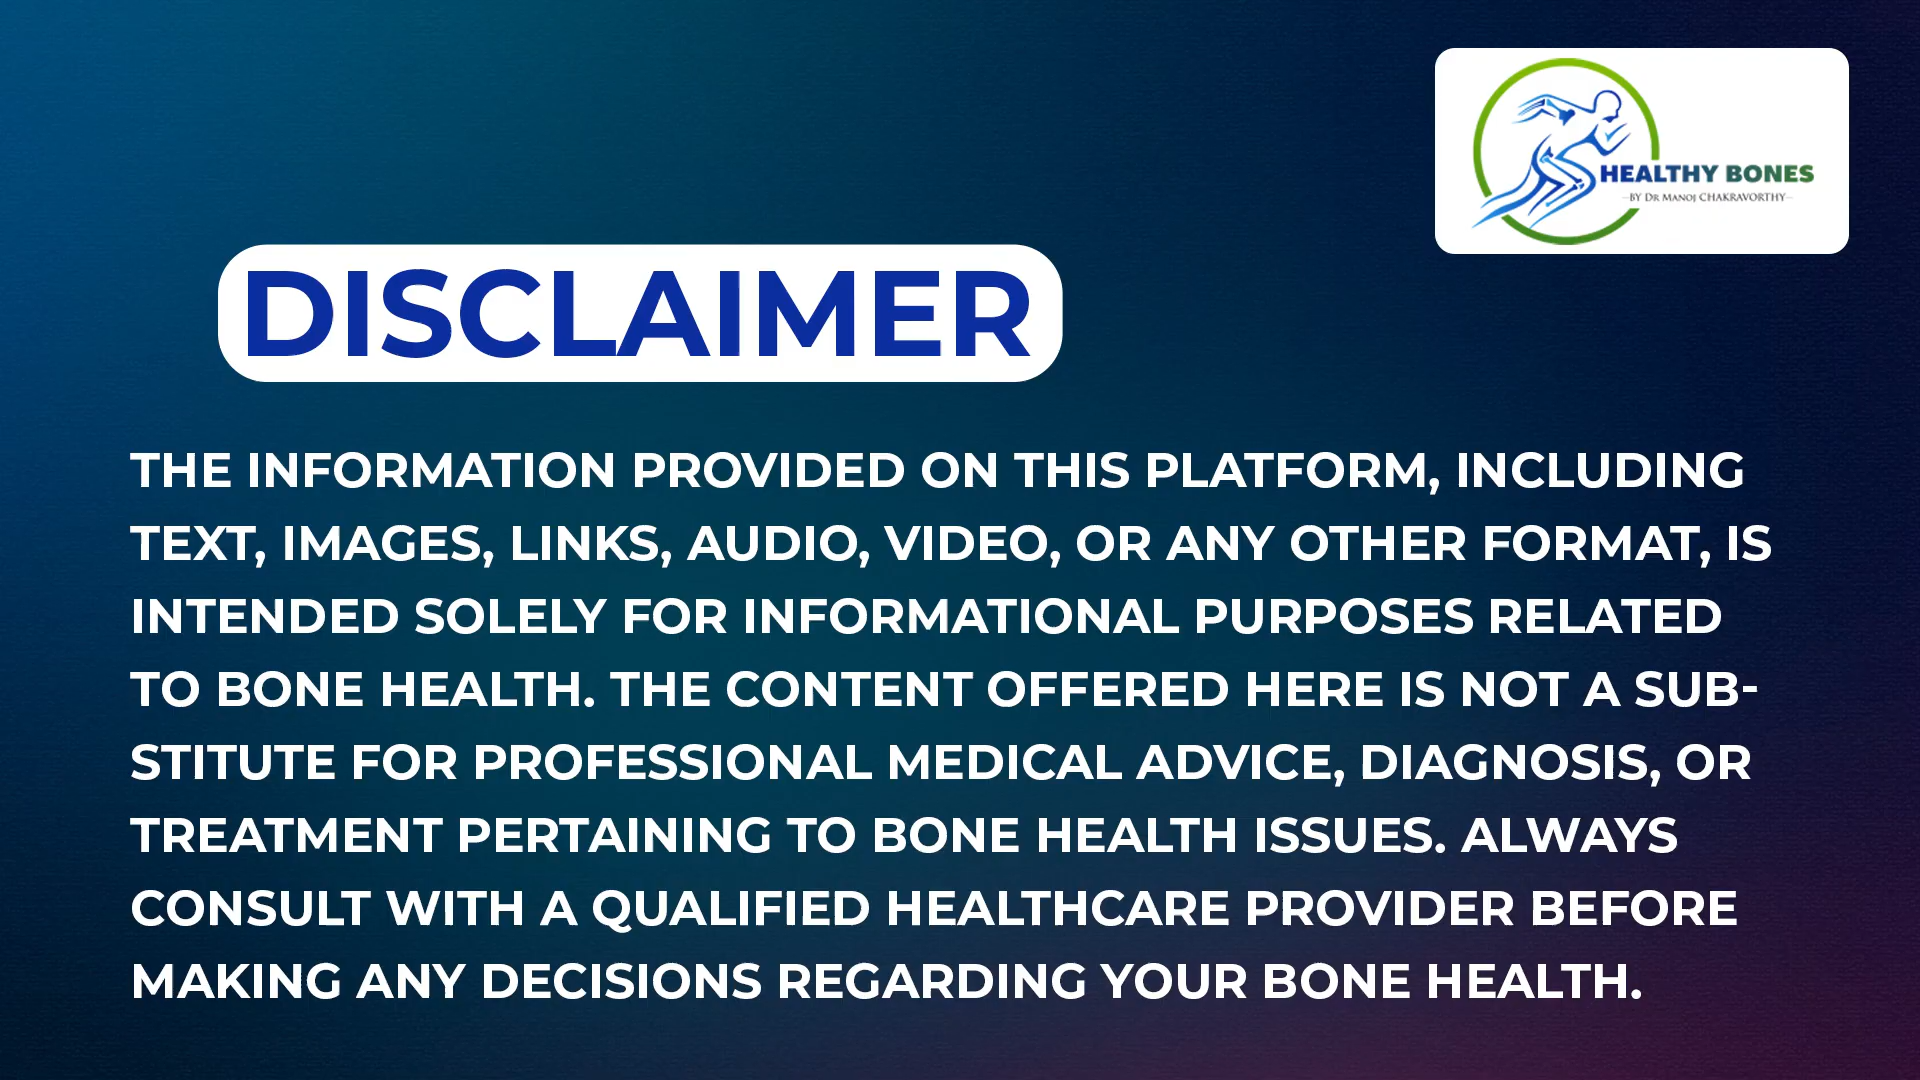 HEALTHY BONES
BY DR MANOJ CHAKRAVORTHY
DISCLAIMER
THE INFORMATION PROVIDED ON THIS PLATFORM, INCLUDING
TEXT, IMAGES, LINKS, AUDIO, VIDEO, OR ANY OTHER FORMAT, IS
INTENDED SOLELY FOR INFORMATIONAL PURPOSES RELATED
TO BONE HEALTH. THE CONTENT OFFERED HERE IS NOT A SUB-
STITUTE FOR PROFESSIONAL MEDICAL ADVICE, DIAGNOSIS, OR
TREATMENT PERTAINING TO BONE HEALTH ISSUES. ALWAYS
CONSULT WITH A QUALIFIED HEALTHCARE PROVIDER BEFORE
MAKING ANY DECISIONS REGARDING YOUR BONE HEALTH.